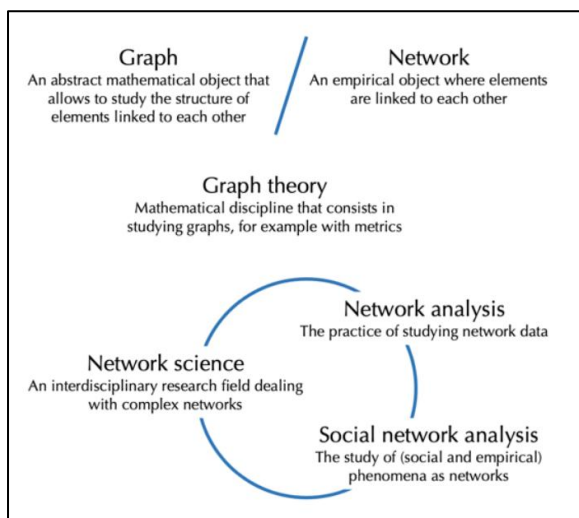 Graph
An abstract mathematical object that
allows to study the structure of
elements linked to each other
Network
An empirical object where elements
are linked to each other
Graph theory
Mathematical discipline that consists in
studying graphs, for example with metrics
Network analysis
The practice of studying network data
Network science
An interdisciplinary research field dealing
with complex networks
Social network analysis
The study of (social and empirical)
phenomena as networks